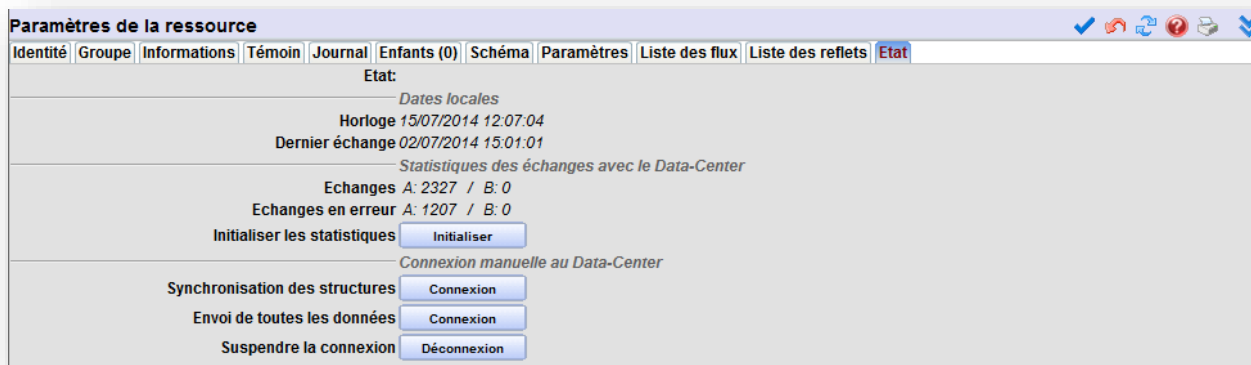 Paramètres de la ressource
Identité Groupe Informations Témoin Journal Enfants (0) Schéma Paramètres Liste des flux Liste des reflets Etat
Etat:
Dates locales
Horloge 15/07/2014 12:07:04
Dernier échange 02/07/2014 15:01:01
Statistiques des échanges avec le Data-Center
Echanges A: 2327 / B: 0
Echanges en erreur A: 1207 / B: 0
Initialiser les statistiques Initialiser
Connexion manuelle au Data-Center
Synchronisation des structures Connexion
Envoi de toutes les données Connexion
Suspendre la connexion Déconnexion